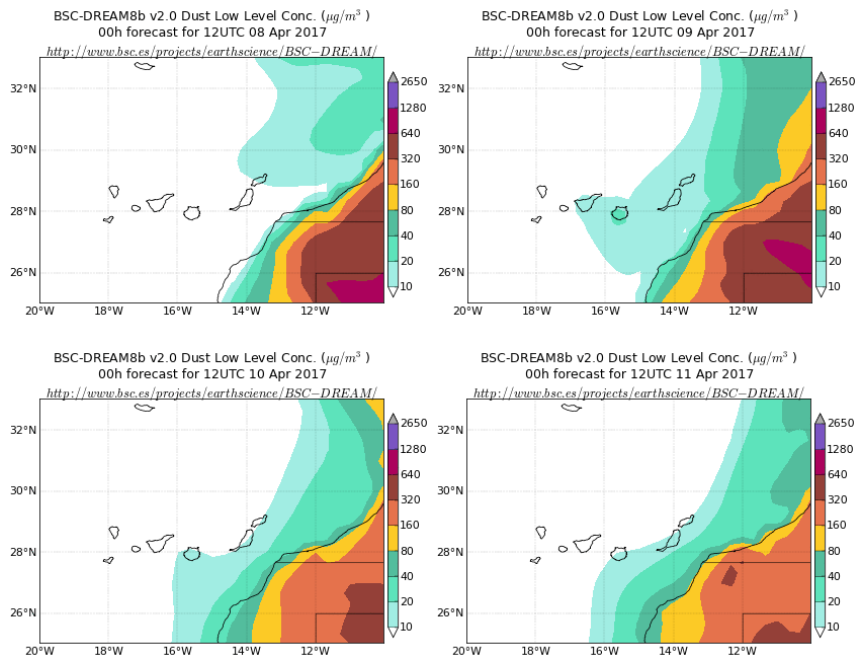 BSC-DREAM8b v2.0 Dust Low Level Conc. (μg/m³ )
00h forecast for 12UTC 08 Apr 2017
http://www.bsc.es/projects/earthscience/BSC−DREAM/
32°N
30°N
28°N
26°N
20°W 18°W 16°W 14°W 12°W
2650
1280
640
320
160
80
40
20
10
BSC-DREAM8b v2.0 Dust Low Level Conc. (μg/m³ )
00h forecast for 12UTC 09 Apr 2017
http://www.bsc.es/projects/earthscience/BSC−DREAM/
32°N
30°N
28°N
26°N
20°W 18°W 16°W 14°W 12°W
2650
1280
640
320
160
80
40
20
10
BSC-DREAM8b v2.0 Dust Low Level Conc. (μg/m³ )
00h forecast for 12UTC 10 Apr 2017
http://www.bsc.es/projects/earthscience/BSC−DREAM/
32°N
30°N
28°N
26°N
20°W 18°W 16°W 14°W 12°W
2650
1280
640
320
160
80
40
20
10
BSC-DREAM8b v2.0 Dust Low Level Conc. (μg/m³ )
00h forecast for 12UTC 11 Apr 2017
http://www.bsc.es/projects/earthscience/BSC−DREAM/
32°N
30°N
28°N
26°N
20°W 18°W 16°W 14°W 12°W
2650
1280
640
320
160
80
40
20
10